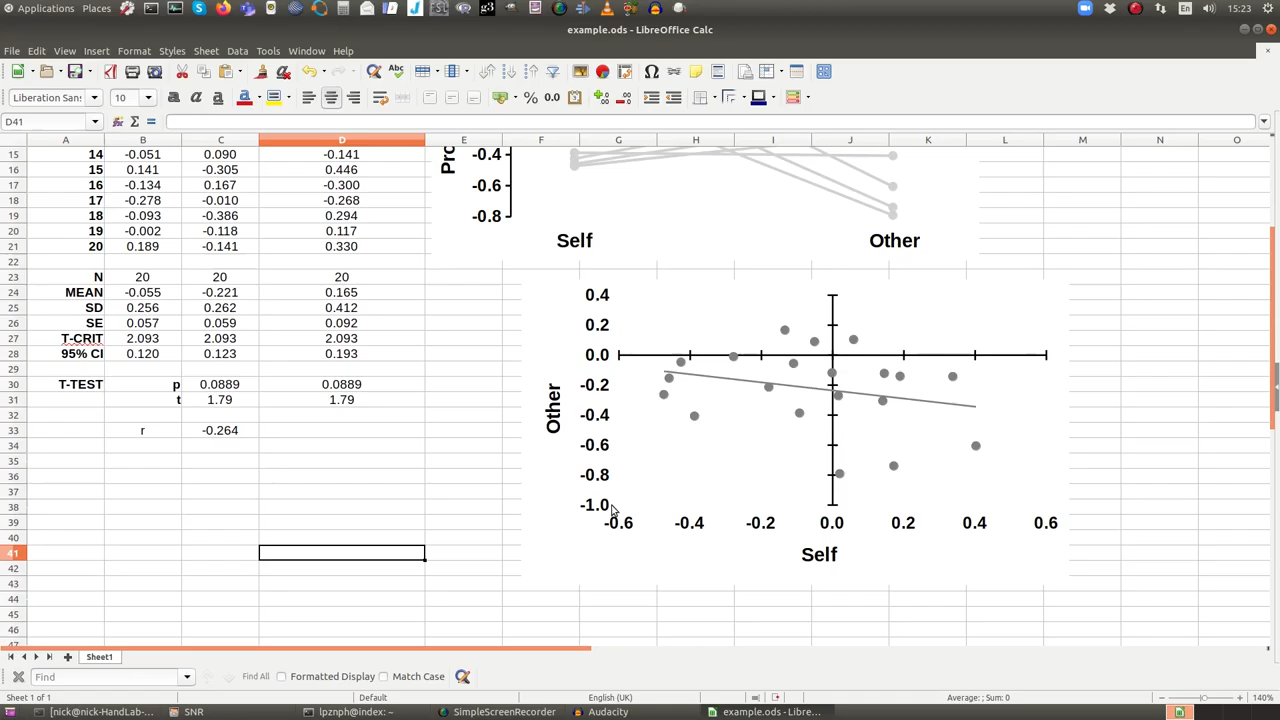 Applications Places En 15:23
example.ods - LibreOffice Calc
File Edit View Insert Format Styles Sheet Data Tools Window Help
Liberation Sans 10
D41
A B C D E F G H I J K L M N O
15 14 -0.051 0.090 -0.141
16 15 0.141 -0.305 0.446
17 16 -0.134 0.167 -0.300
18 17 -0.278 -0.010 -0.268
19 18 -0.093 -0.386 0.294
20 19 -0.002 -0.118 0.117
21 20 0.189 -0.141 0.330
22
23 N 20 20 20
24 MEAN -0.055 -0.221 0.165
25 SD 0.256 0.262 0.412
26 SE 0.057 0.059 0.092
27 T-CRIT 2.093 2.093 2.093
28 95% CI 0.120 0.123 0.193
29
30 T-TEST p 0.0889 0.0889
31 t 1.79 1.79
32
33 r -0.264
34
35
36
37
38
39
40
41
42
43
44
45
46
47
Pro
-0.4
-0.6
-0.8
Self Other
0.4
0.2
0.0
-0.2
-0.4
-0.6
-0.8
-1.0
Other
-0.6 -0.4 -0.2 0.0 0.2 0.4 0.6
Self
Sheet1
Find Find All Formatted Display Match Case
Sheet 1 of 1 Default English (UK) Average: ; Sum: 0 140%
[nick@nick-HandLab-... SNR lpznph@index: ~ SimpleScreenRecorder Audacity example.ods - Libre...